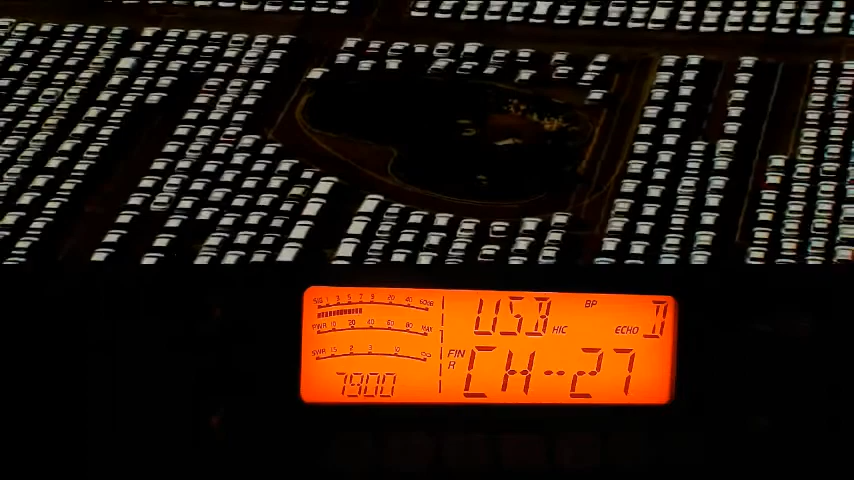 SIG 1 3 5 7 9 20 40 60dB
PWR 10 20 40 60 80 MAX
SWR 1.5 2 3 10 ∞
7900
USB HIC BP ECHO D
FIN R CH--27